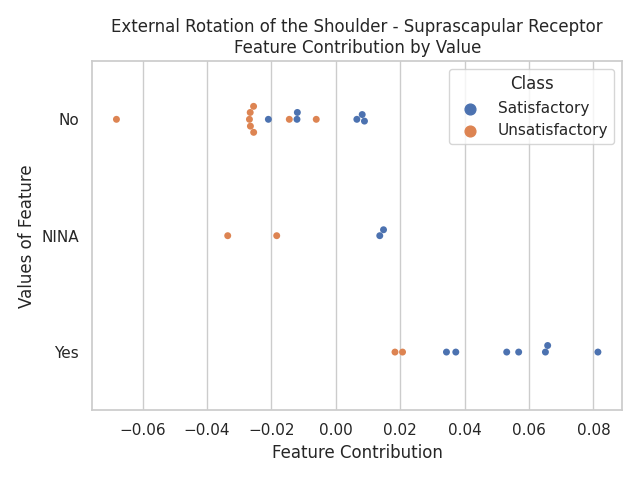 External Rotation of the Shoulder - Suprascapular Receptor
Feature Contribution by Value
Class
Satisfactory
Unsatisfactory
Values of Feature
No
NINA
Yes
−0.06 −0.04 −0.02 0.00 0.02 0.04 0.06 0.08
Feature Contribution